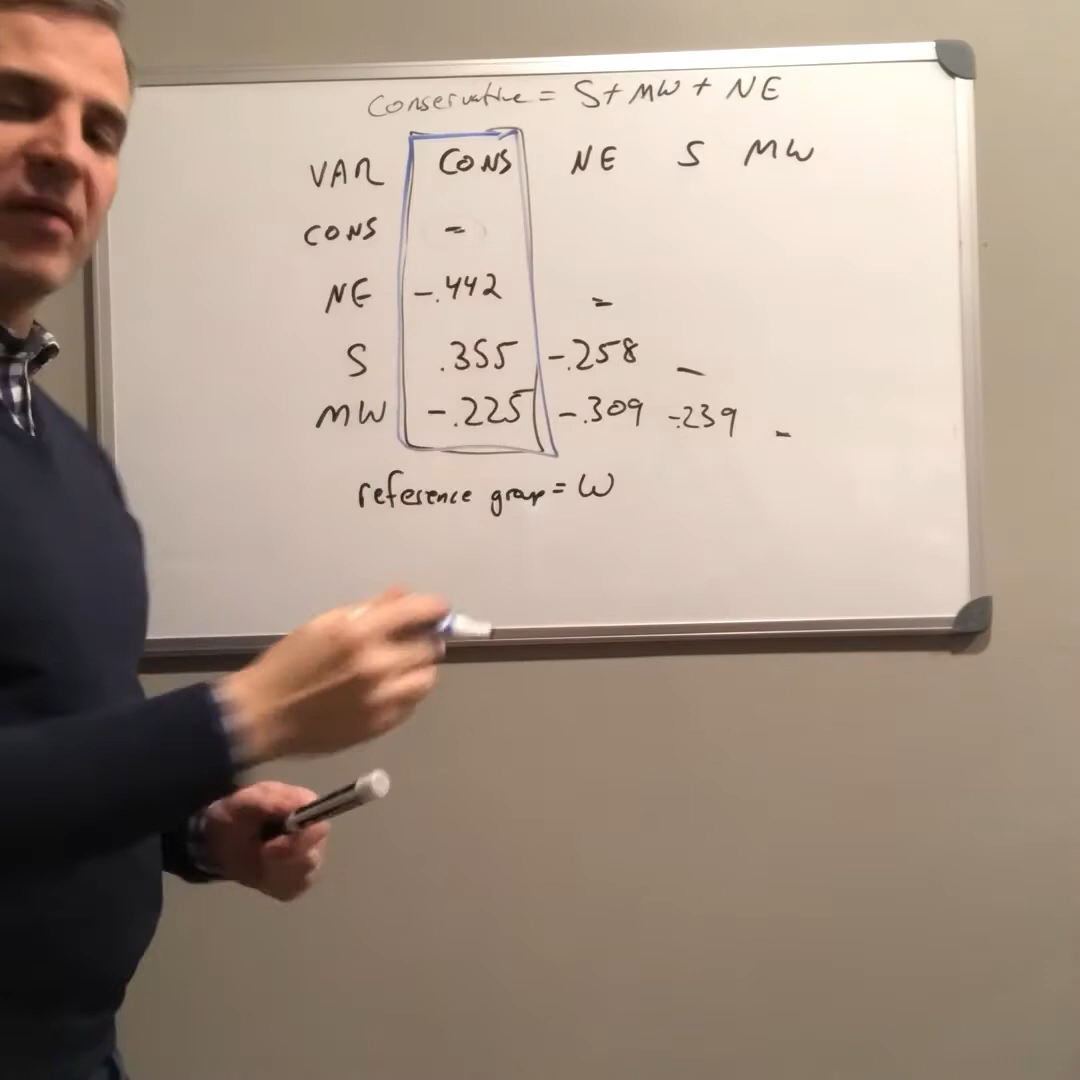 Conservative = S + MW + NE
VAR CONS NE S MW
CONS -
NE -.442 -
S .355 -.258 -
MW -.225 -.309 -.239 -
reference group = W